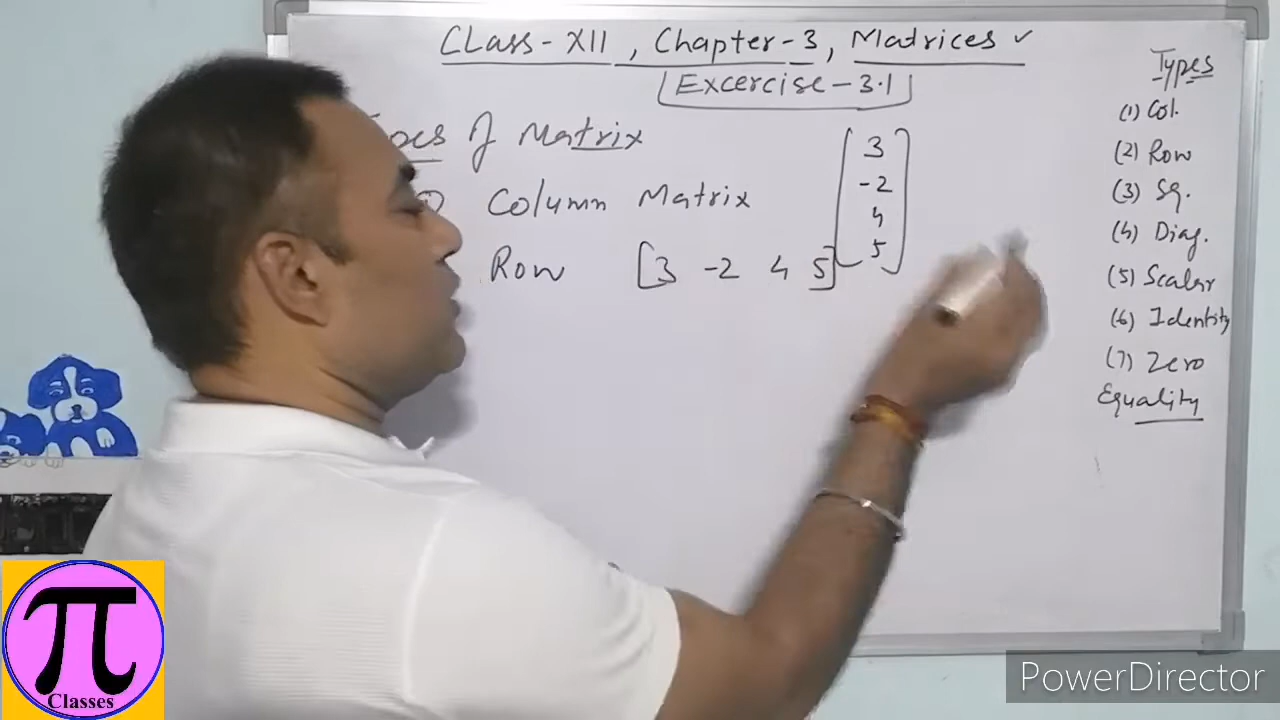 CLass-XII, Chapter-3, Matrices ✓
Excercise-3.1
pes of Matrix
Column Matrix [3 -2 4 5]
Row [3 -2 4 5]
Types
(1) Col.
(2) Row
(3) Sq.
(4) Diag.
(5) Scalar
(6) Identity
(7) Zero
Equality
π
Classes
PowerDirector